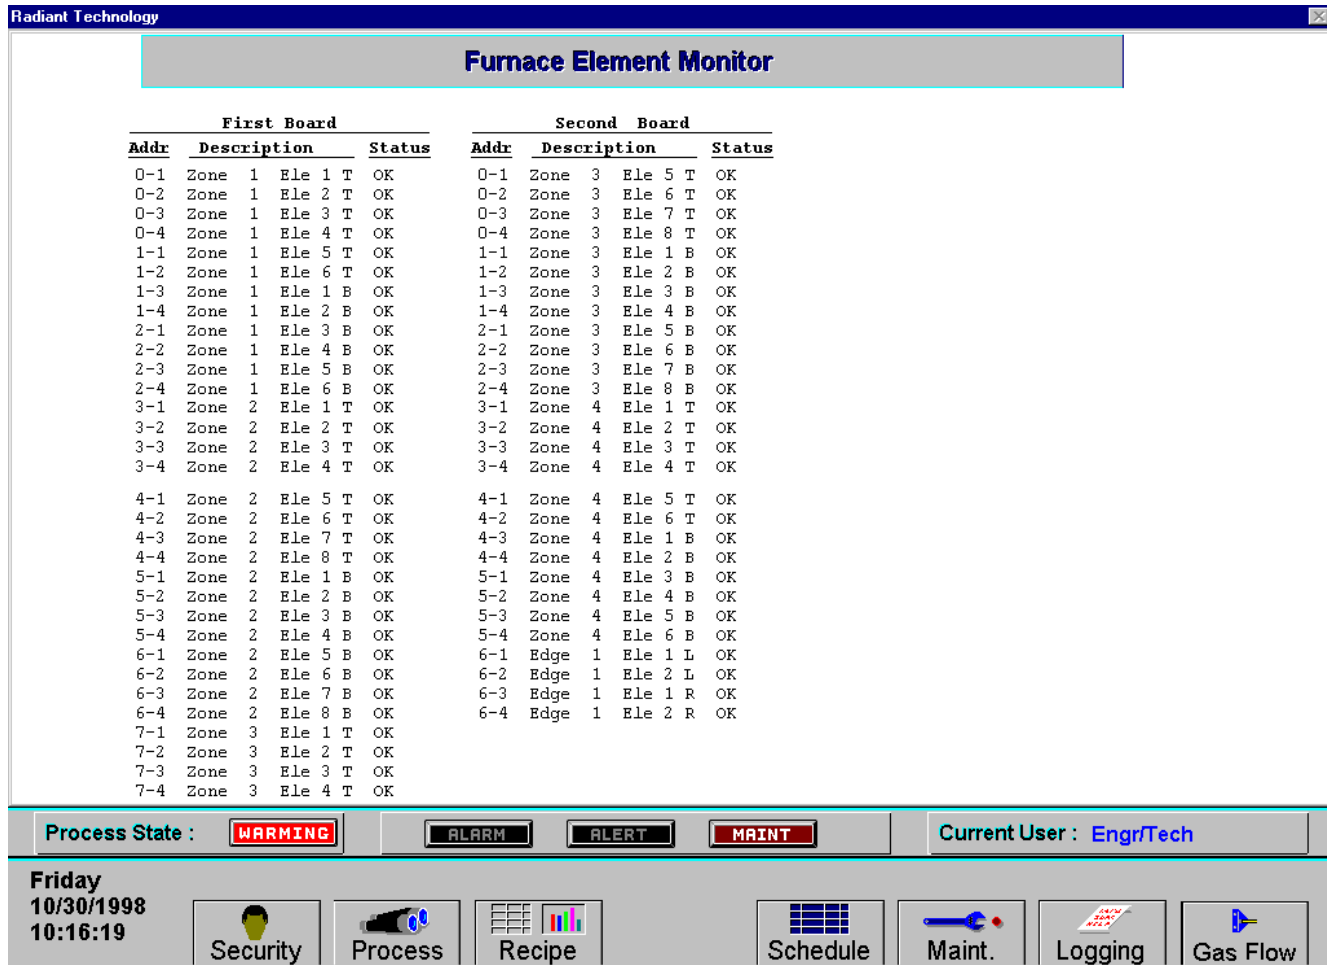 Radiant Technology
Furnace Element Monitor
First Board Second Board
Addr Description Status Addr Description Status
0-1 Zone 1 Ele 1 T OK 0-1 Zone 3 Ele 5 T OK
0-2 Zone 1 Ele 2 T OK 0-2 Zone 3 Ele 6 T OK
0-3 Zone 1 Ele 3 T OK 0-3 Zone 3 Ele 7 T OK
0-4 Zone 1 Ele 4 T OK 0-4 Zone 3 Ele 8 T OK
1-1 Zone 1 Ele 5 T OK 1-1 Zone 3 Ele 1 B OK
1-2 Zone 1 Ele 6 T OK 1-2 Zone 3 Ele 2 B OK
1-3 Zone 1 Ele 1 B OK 1-3 Zone 3 Ele 3 B OK
1-4 Zone 1 Ele 2 B OK 1-4 Zone 3 Ele 4 B OK
2-1 Zone 1 Ele 3 B OK 2-1 Zone 3 Ele 5 B OK
2-2 Zone 1 Ele 4 B OK 2-2 Zone 3 Ele 6 B OK
2-3 Zone 1 Ele 5 B OK 2-3 Zone 3 Ele 7 B OK
2-4 Zone 1 Ele 6 B OK 2-4 Zone 3 Ele 8 B OK
3-1 Zone 2 Ele 1 T OK 3-1 Zone 4 Ele 1 T OK
3-2 Zone 2 Ele 2 T OK 3-2 Zone 4 Ele 2 T OK
3-3 Zone 2 Ele 3 T OK 3-3 Zone 4 Ele 3 T OK
3-4 Zone 2 Ele 4 T OK 3-4 Zone 4 Ele 4 T OK
4-1 Zone 2 Ele 5 T OK 4-1 Zone 4 Ele 5 T OK
4-2 Zone 2 Ele 6 T OK 4-2 Zone 4 Ele 6 T OK
4-3 Zone 2 Ele 7 T OK 4-3 Zone 4 Ele 1 B OK
4-4 Zone 2 Ele 8 T OK 4-4 Zone 4 Ele 2 B OK
5-1 Zone 2 Ele 1 B OK 5-1 Zone 4 Ele 3 B OK
5-2 Zone 2 Ele 2 B OK 5-2 Zone 4 Ele 4 B OK
5-3 Zone 2 Ele 3 B OK 5-3 Zone 4 Ele 5 B OK
5-4 Zone 2 Ele 4 B OK 5-4 Zone 4 Ele 6 B OK
6-1 Zone 2 Ele 5 B OK 6-1 Edge 1 Ele 1 L OK
6-2 Zone 2 Ele 6 B OK 6-2 Edge 1 Ele 2 L OK
6-3 Zone 2 Ele 7 B OK 6-3 Edge 1 Ele 1 R OK
6-4 Zone 2 Ele 8 B OK 6-4 Edge 1 Ele 2 R OK
7-1 Zone 3 Ele 1 T OK
7-2 Zone 3 Ele 2 T OK
7-3 Zone 3 Ele 3 T OK
7-4 Zone 3 Ele 4 T OK
Process State : WARMING ALARM ALERT MAINT Current User : Engr/Tech
Friday
10/30/1998
10:16:19
Security Process Recipe Schedule Maint. Logging Gas Flow